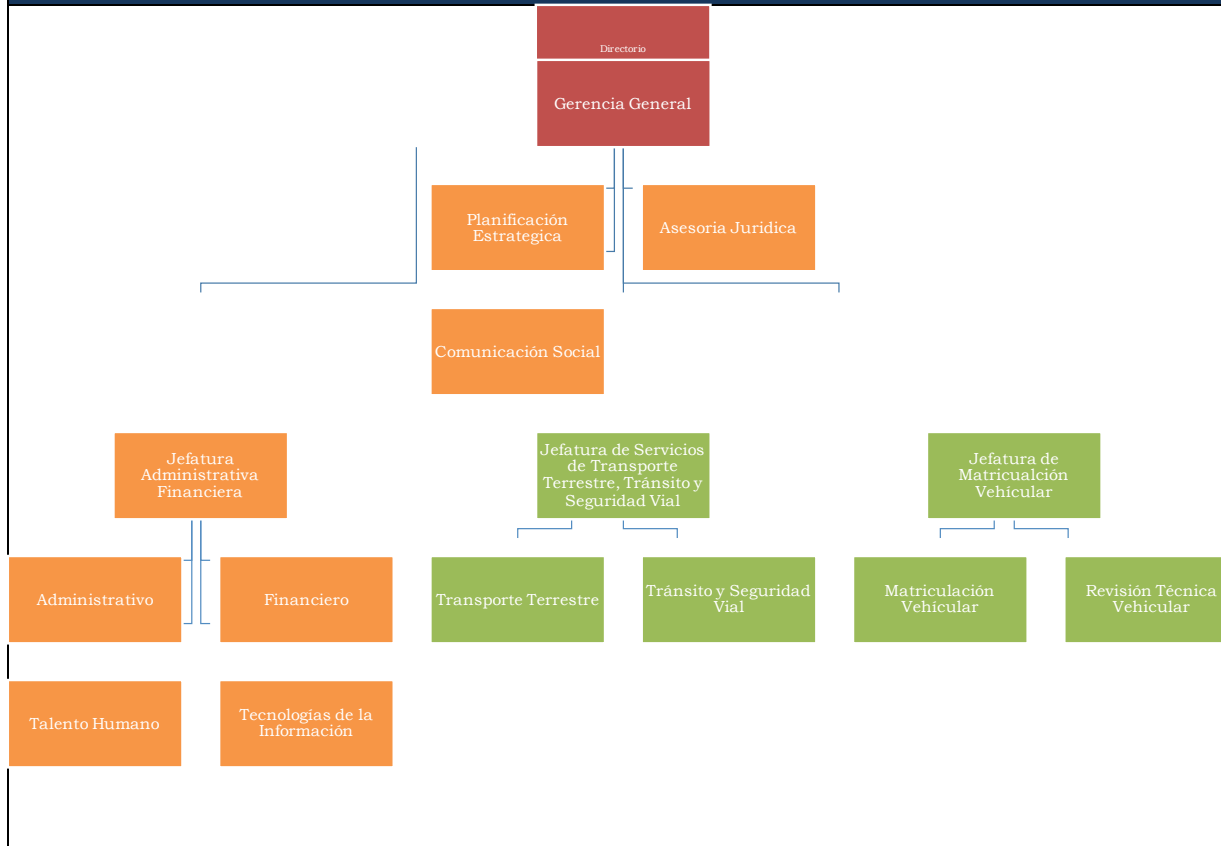 Directorio
Gerencia General
Planificación
Estrategica
Asesoria Juridica
Comunicación Social
Jefatura
Administrativa
Financiera
Jefatura de Servicios
de Transporte
Terrestre, Tránsito y
Seguridad Vial
Jefatura de
Matricualción
Vehicular
Administrativo
Financiero
Transporte Terrestre
Tránsito y Seguridad
Vial
Matriculación
Vehícular
Revisión Técnica
Vehicular
Talento Humano
Tecnologías de la
Información